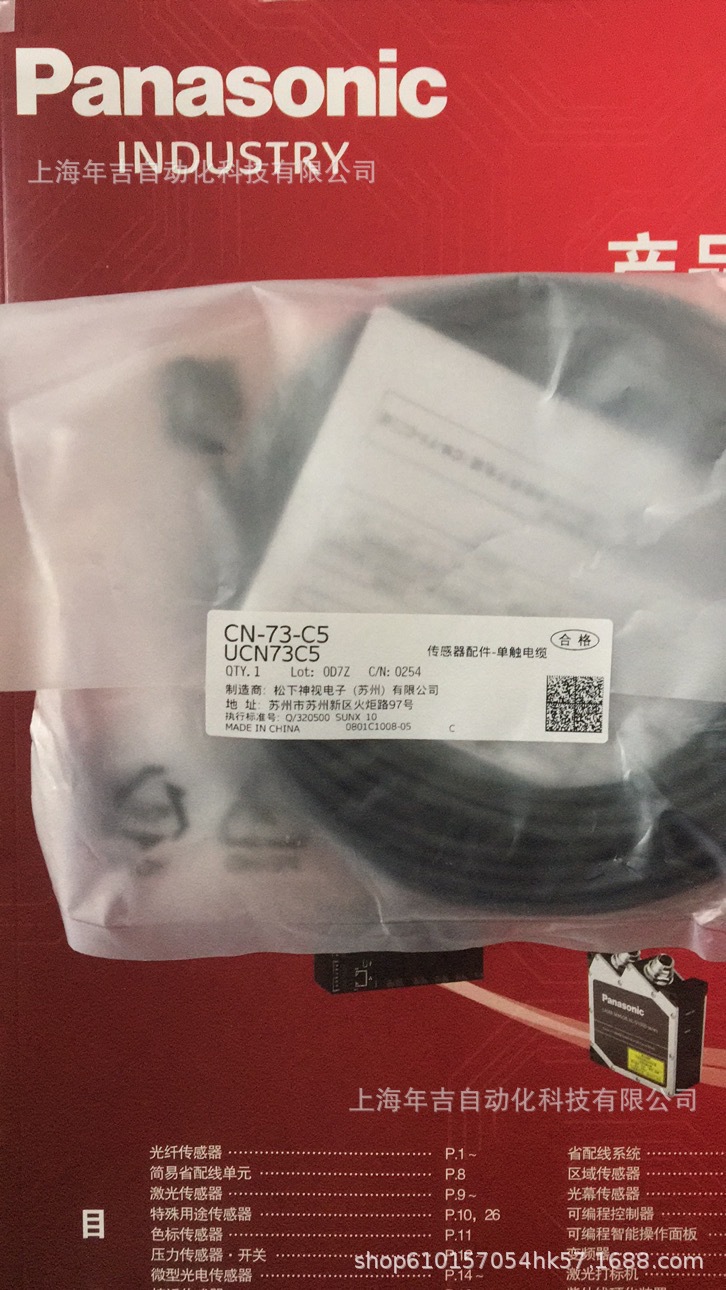 Panasonic
INDUSTRY
上海年吉自动化科技有限公司
产品
CN-73-C5
UCN73C5
传感器配件-单触电缆
合格
QTY.1 Lot: 0D7Z C/N: 0254
制造商: 松下神视电子（苏州）有限公司
地 址: 苏州市苏州新区火炬路97号
执行标准号: Q/320500 SUNX 10
MADE IN CHINA 0801C1008-05 C
Panasonic
上海年吉自动化科技有限公司
目
光纤传感器 P.1～
简易省配线单元 P.8
激光传感器 P.9～
特殊用途传感器 P.10，26
色标传感器 P.11
压力传感器・开关
微型光电传感器 P.14～
省配线系统
区域传感器
光幕传感器
可编程控制器
可编程智能操作面板
变频器
激光打标机
shop610157054hk57.1688.com